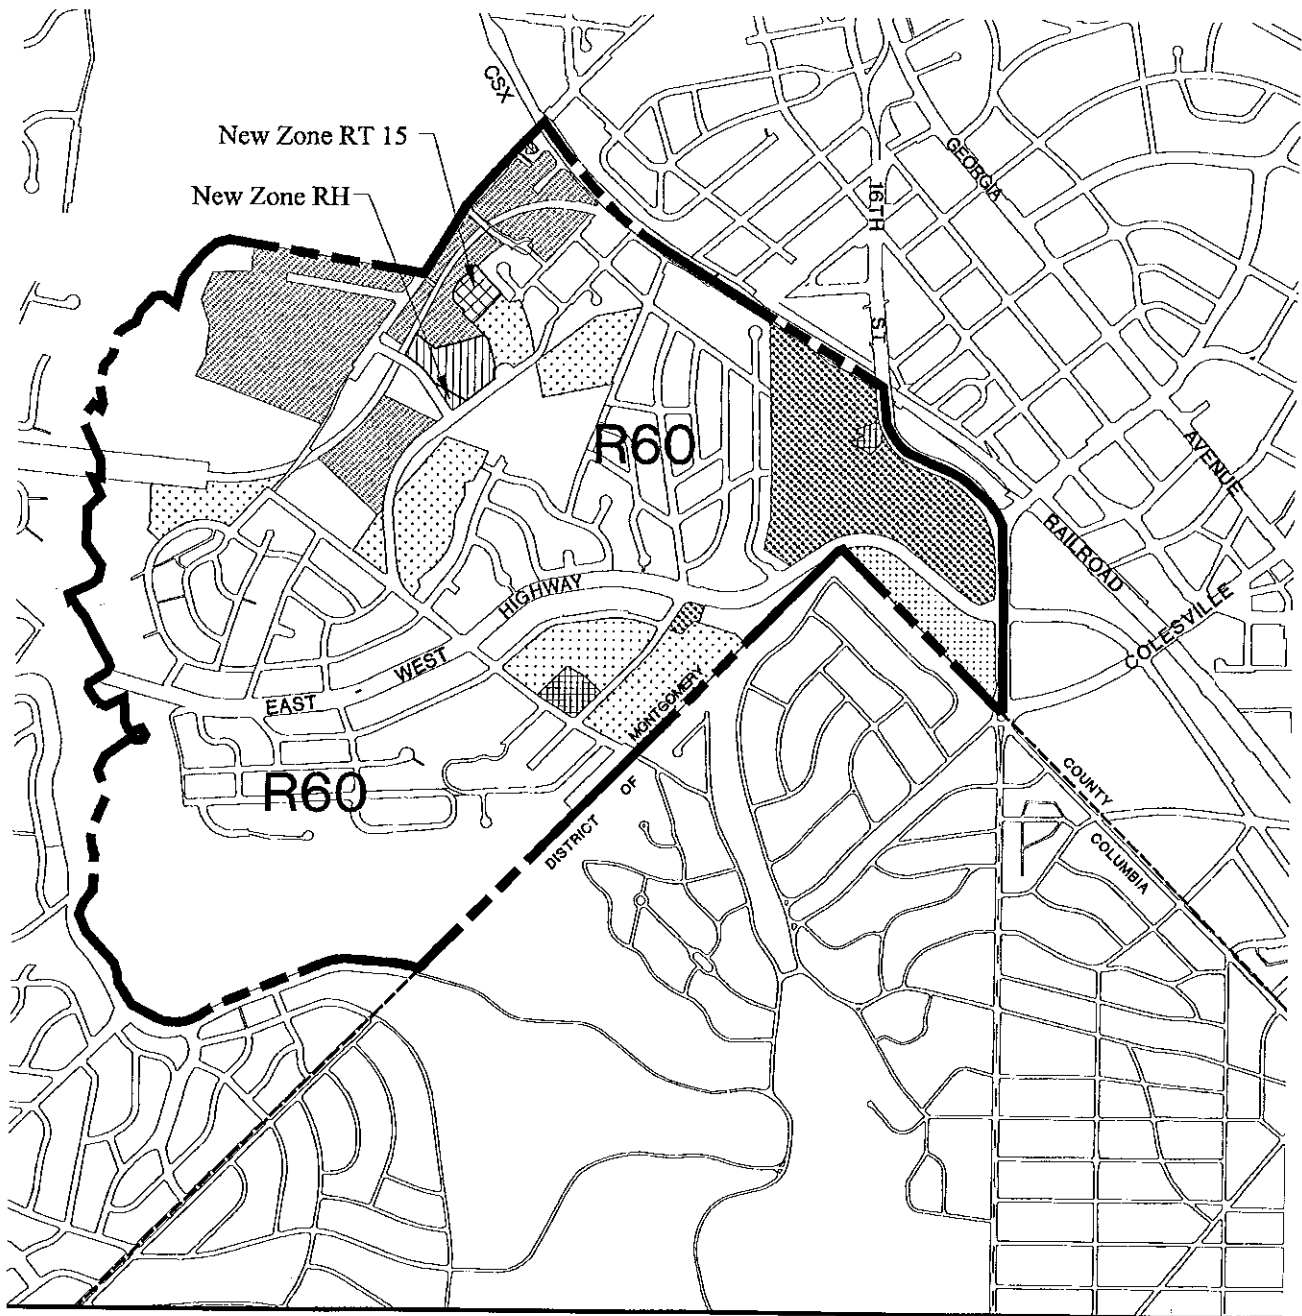 CSX
New Zone RT 15
GEORGIA
New Zone RH
16TH
ST
R60
AVENUE
RAILROAD
HIGHWAY
COLESVILLE
WEST
EAST
MONTGOMERY
R60
OF
COUNTY
DISTRICT
COLUMBIA